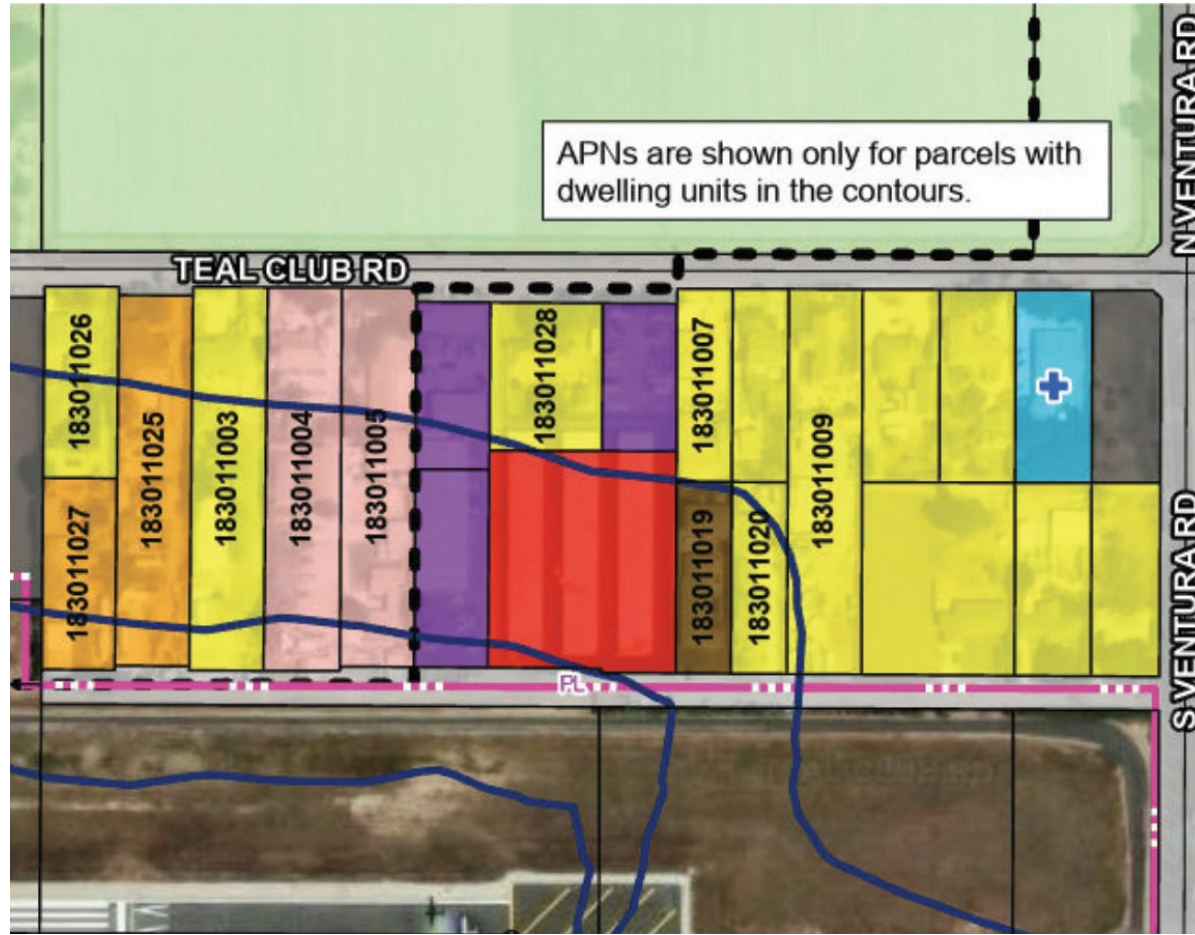 N VENTURA RD
APNs are shown only for parcels with
dwelling units in the contours.
TEAL CLUB RD
183011026
183011025
183011003
183011004
183011005
183011028
183011007
183011009
183011027
183011019
183011020
S VENTURA RD
PL